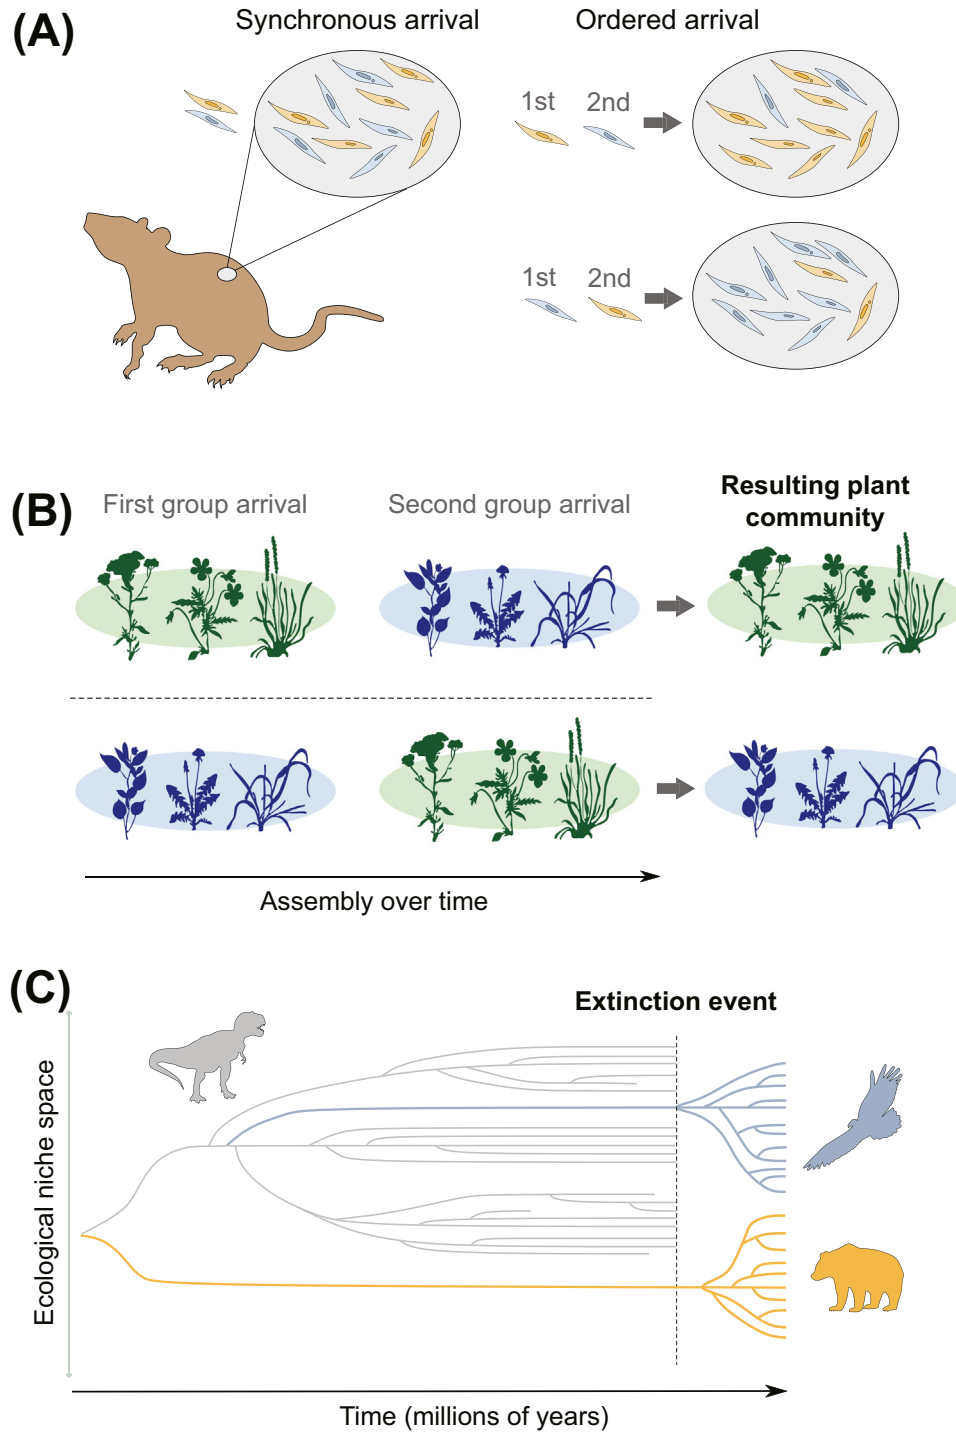 (A)
Synchronous arrival
Ordered arrival
1st 2nd
1st 2nd
(B)
First group arrival
Second group arrival
Resulting plant
community
Assembly over time
(C)
Extinction event
Ecological niche space
Time (millions of years)